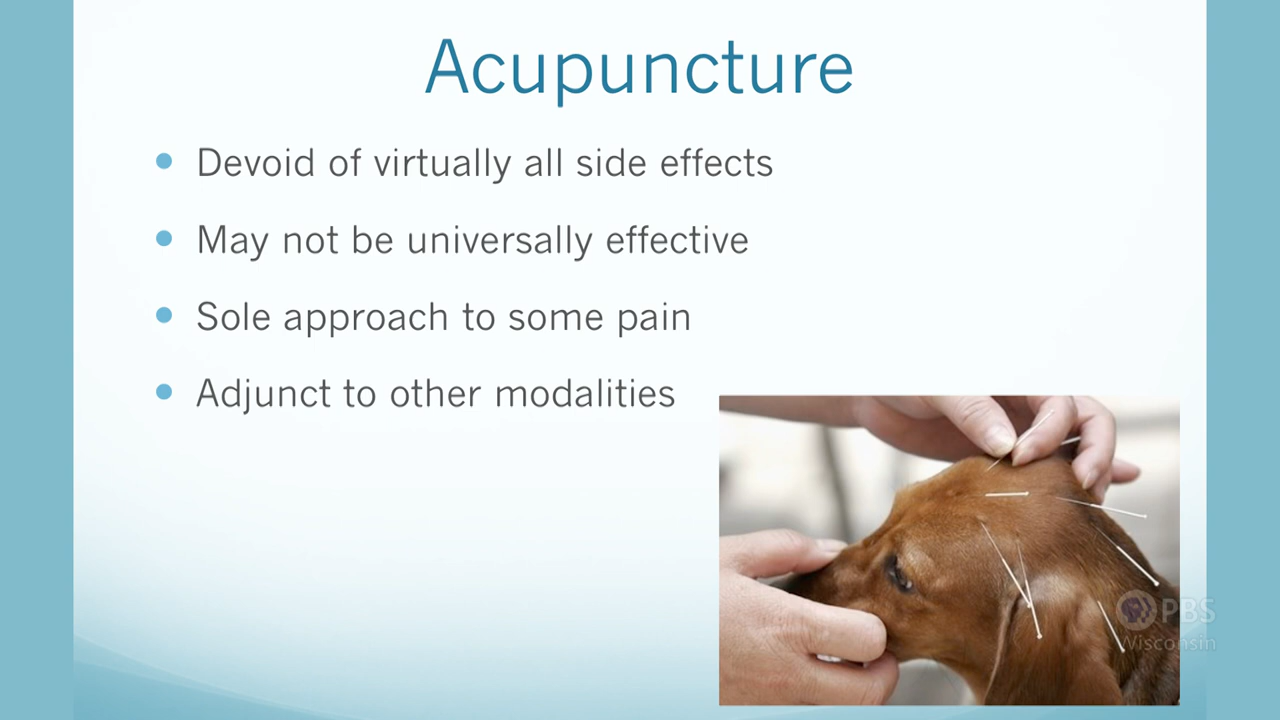 Acupuncture
Devoid of virtually all side effects
May not be universally effective
Sole approach to some pain
Adjunct to other modalities
PBS
Wisconsin